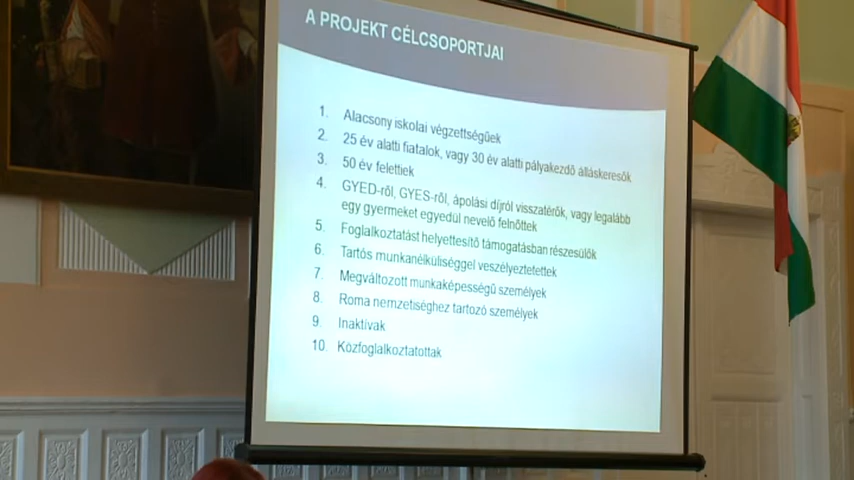 A PROJEKT CÉLCSOPORTJAI
1. Alacsony iskolai végzettségűek
2. 25 év alatti fiatalok, vagy 30 év alatti pályakezdő álláskeresők
3. 50 év felettiek
4. GYED-ről, GYES-ről, ápolási díjról visszatérők, vagy legalább
egy gyermeket egyedül nevelő felnőttek
5. Foglalkoztatást helyettesítő támogatásban részesülők
6. Tartós munkanélküliséggel veszélyeztetettek
7. Megváltozott munkaképességű személyek
8. Roma nemzetiséghez tartozó személyek
9. Inaktívak
10. Közfoglalkoztatottak